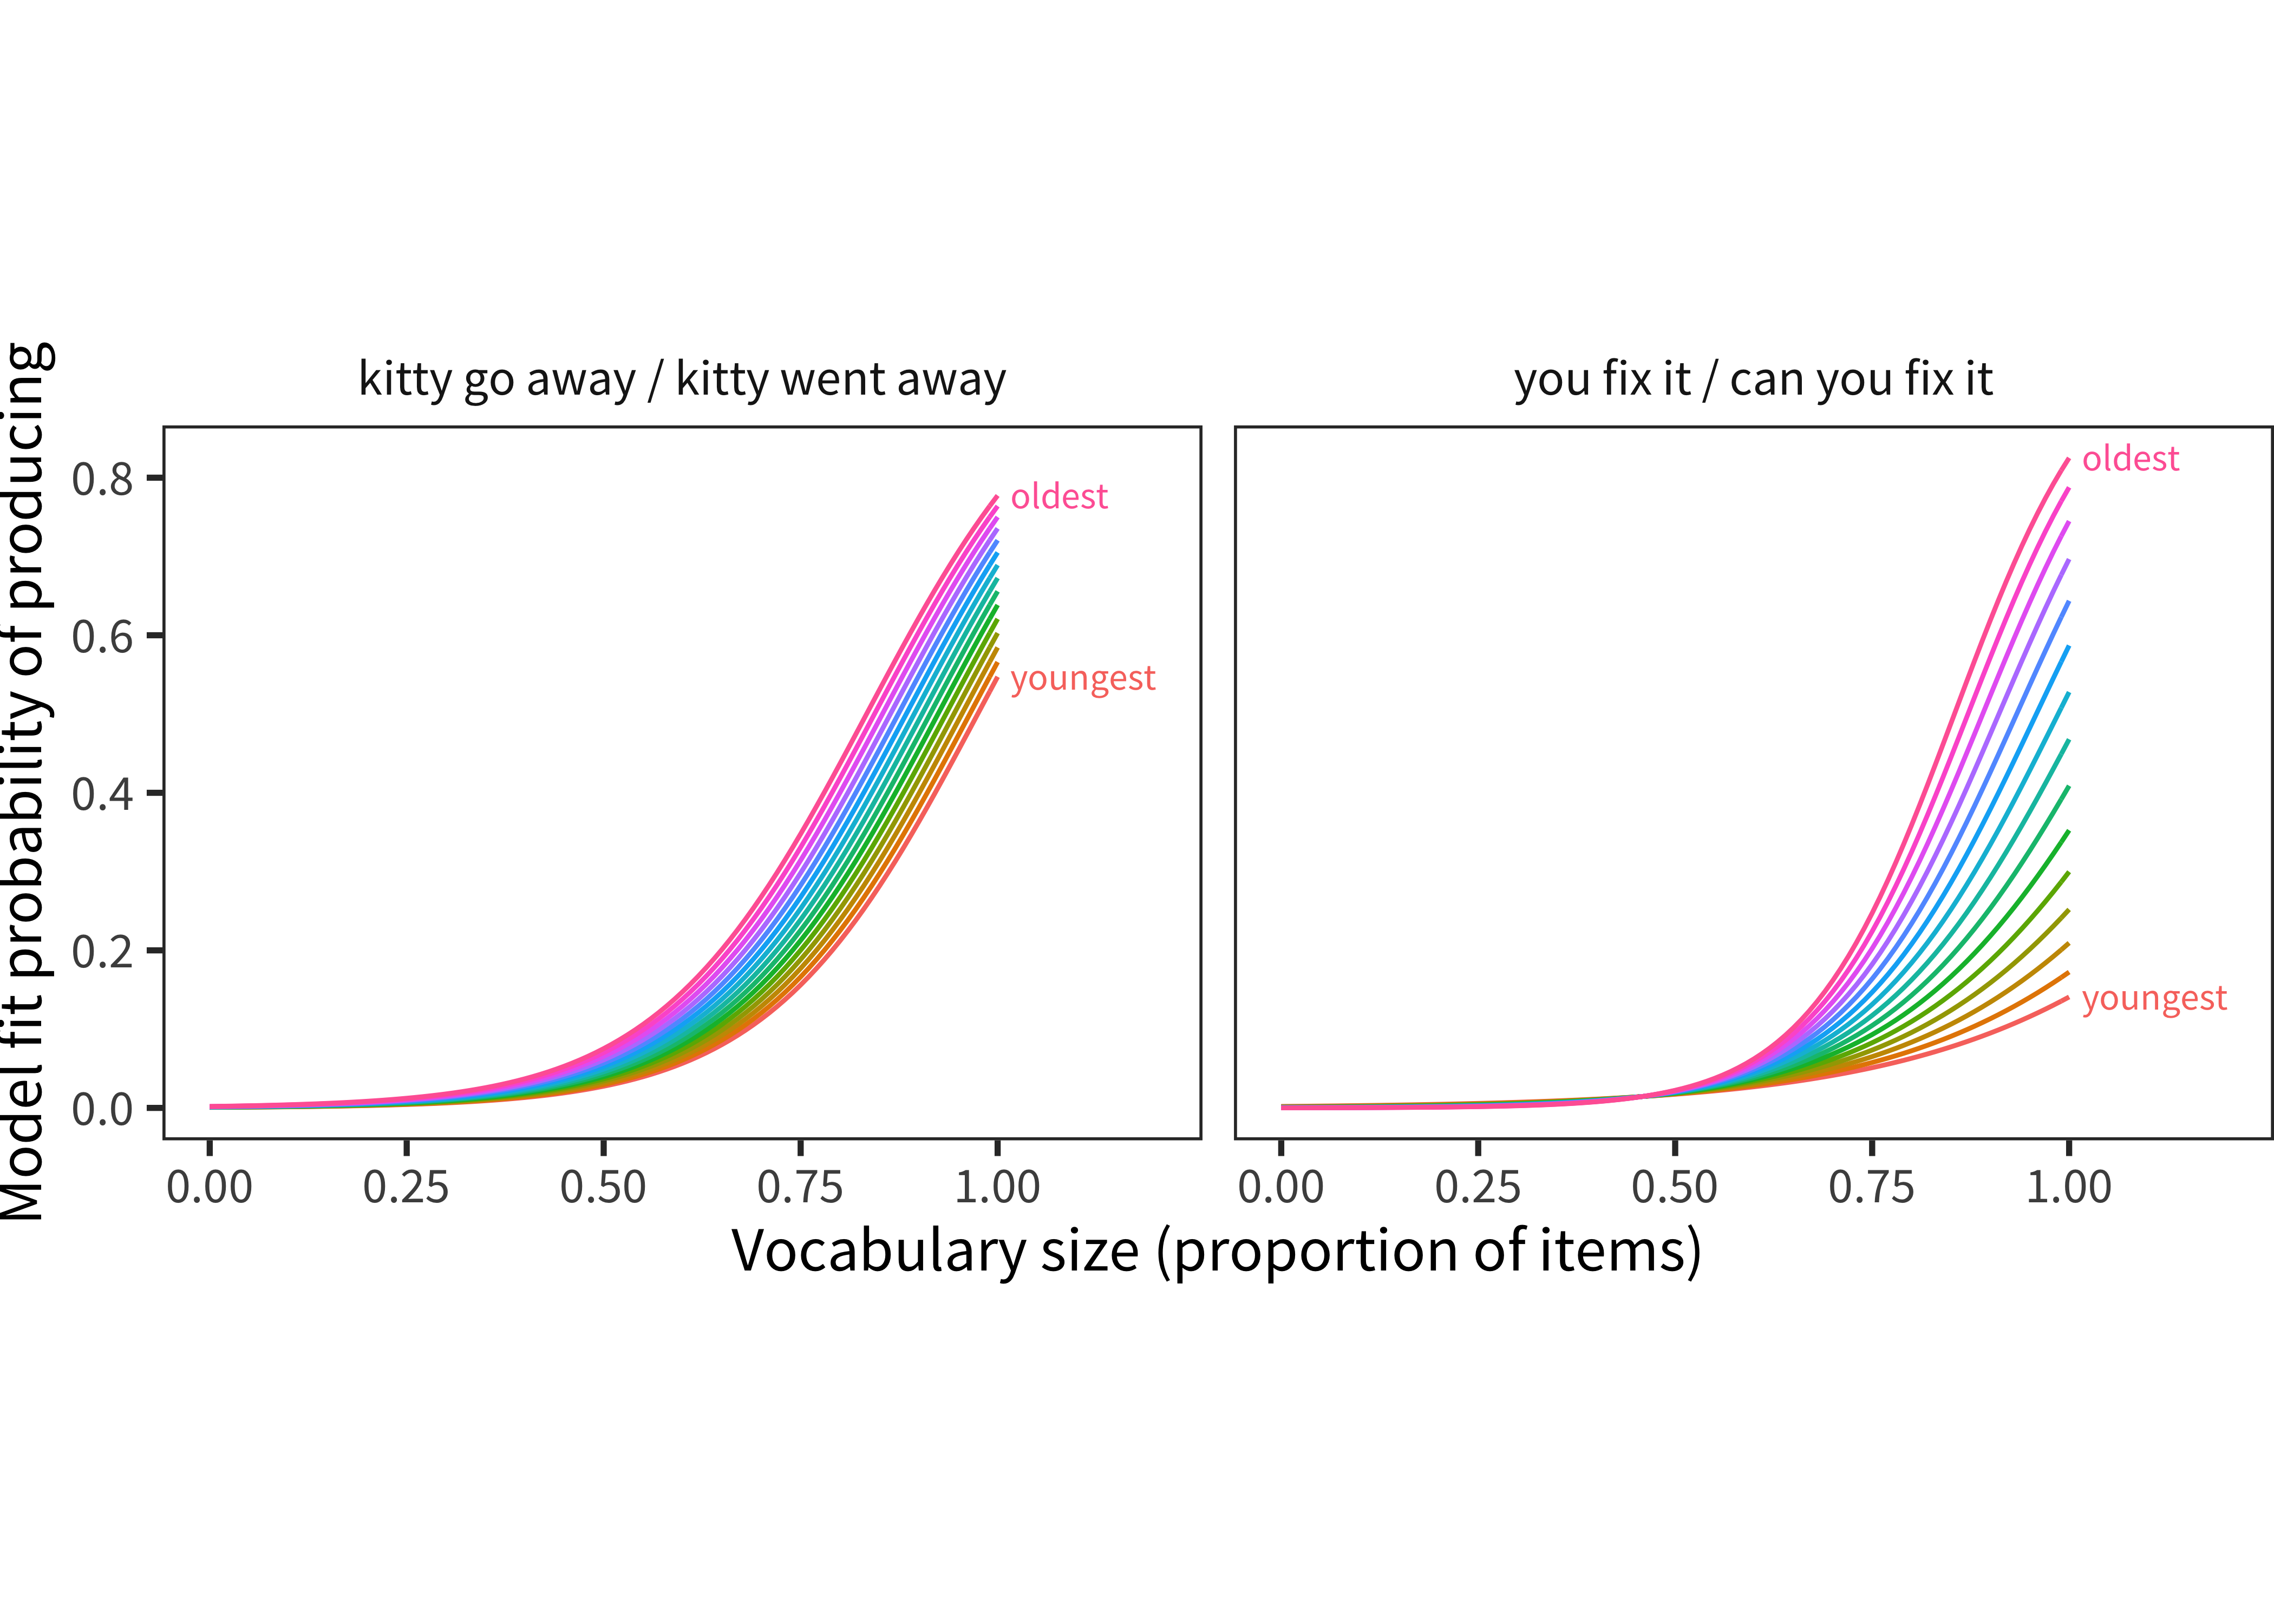 Model fit probability of producing
kitty go away / kitty went away
you fix it / can you fix it
0.8
0.6
0.4
0.2
0.0
oldest
youngest
oldest
youngest
0.00 0.25 0.50 0.75 1.00
0.00 0.25 0.50 0.75 1.00
Vocabulary size (proportion of items)